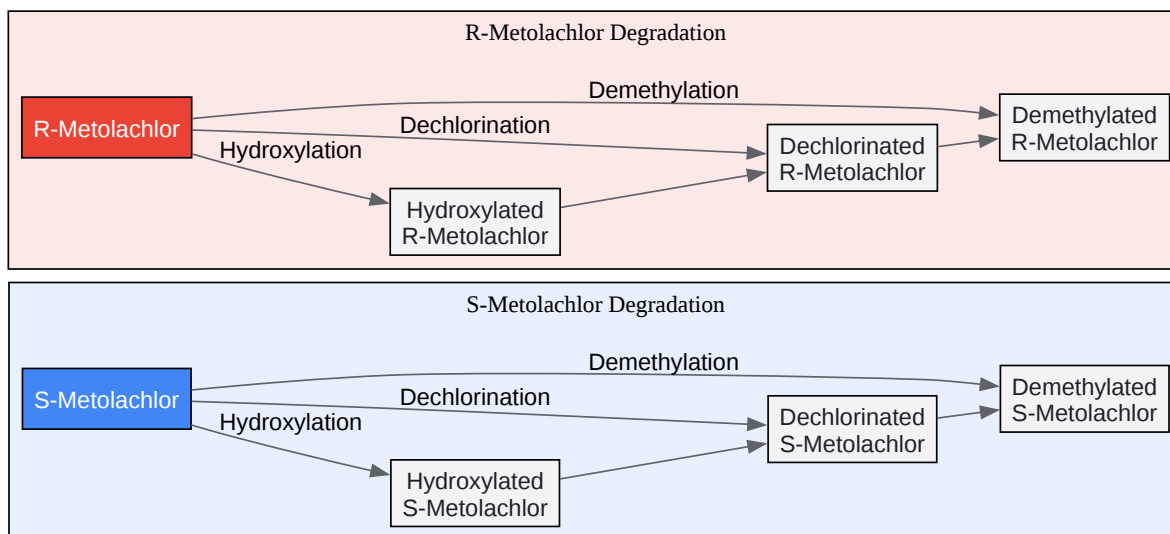 R-Metolachlor Degradation
Demethylation
R-Metolachlor
Dechlorination
Hydroxylation
Demethylated
R-Metolachlor
Dechlorinated
R-Metolachlor
Hydroxylated
R-Metolachlor
S-Metolachlor Degradation
Demethylation
S-Metolachlor
Dechlorination
Hydroxylation
Demethylated
S-Metolachlor
Dechlorinated
S-Metolachlor
Hydroxylated
S-Metolachlor